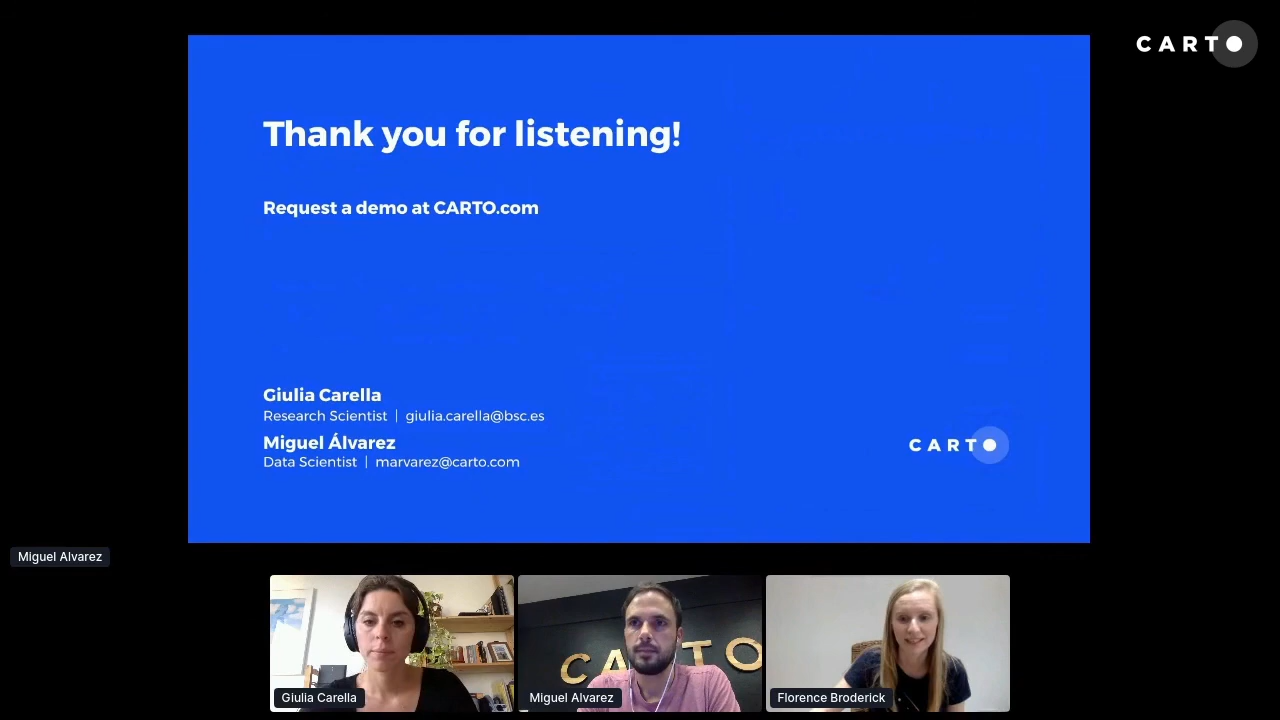 CARTO
Thank you for listening!
Request a demo at CARTO.com
Giulia Carella
Research Scientist | giulia.carella@bsc.es
Miguel Álvarez
Data Scientist | marvarez@carto.com
CARTO
Miguel Alvarez
CARTO
Giulia Carella
Miguel Alvarez
Florence Broderick